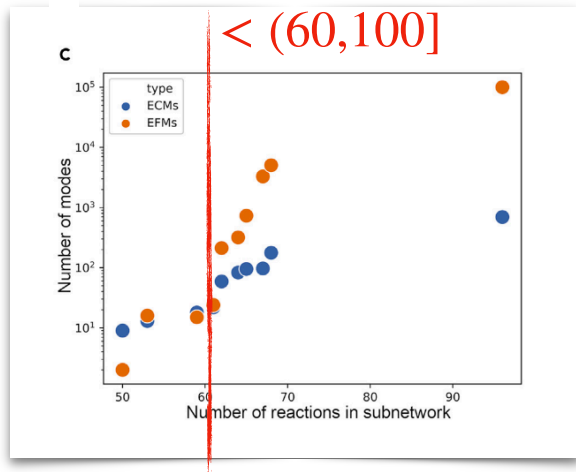 < (60,100]
C
type
ECMs
EFMs
10⁵
10⁴
10³
10²
10¹
Number of modes
50 60 70 80 90
Number of reactions in subnetwork